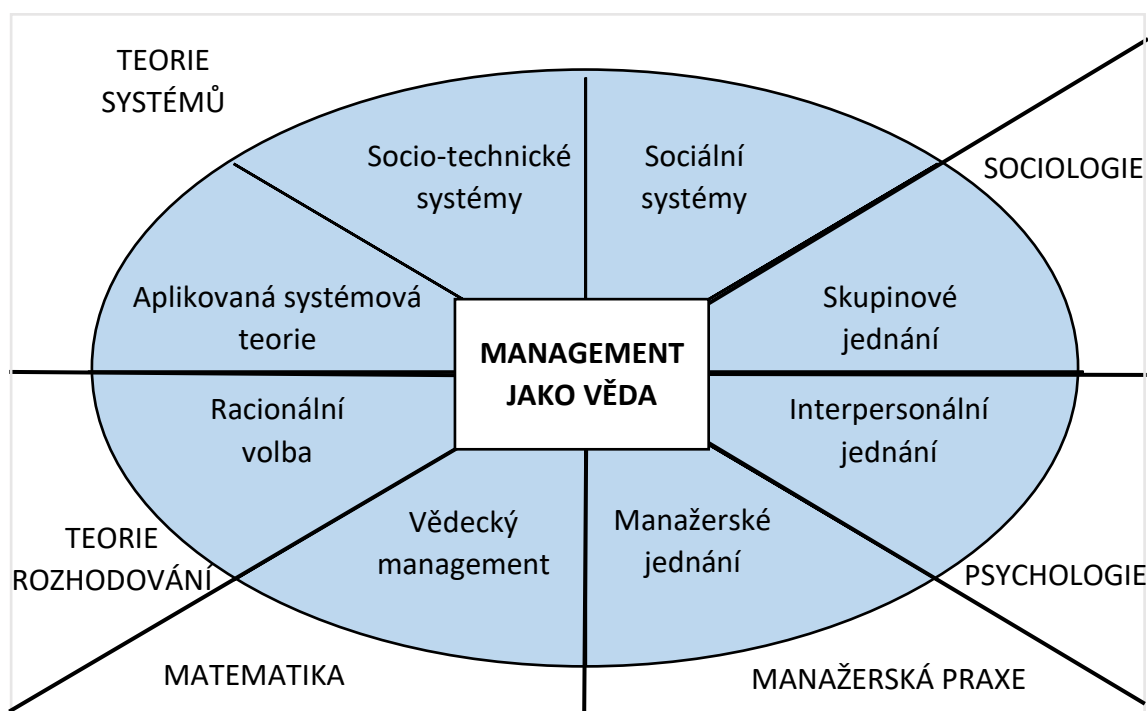 TEORIE
SYSTÉMŮ
Socio-technické
systémy
Sociální
systémy
SOCIOLOGIE
Aplikovaná systémová
teorie
Skupinové
jednání
MANAGEMENT
JAKO VĚDA
Racionální
volba
Interpersonální
jednání
Vědecký
management
Manažerské
jednání
TEORIE
ROZHODOVÁNÍ
PSYCHOLOGIE
MATEMATIKA
MANAŽERSKÁ PRAXE